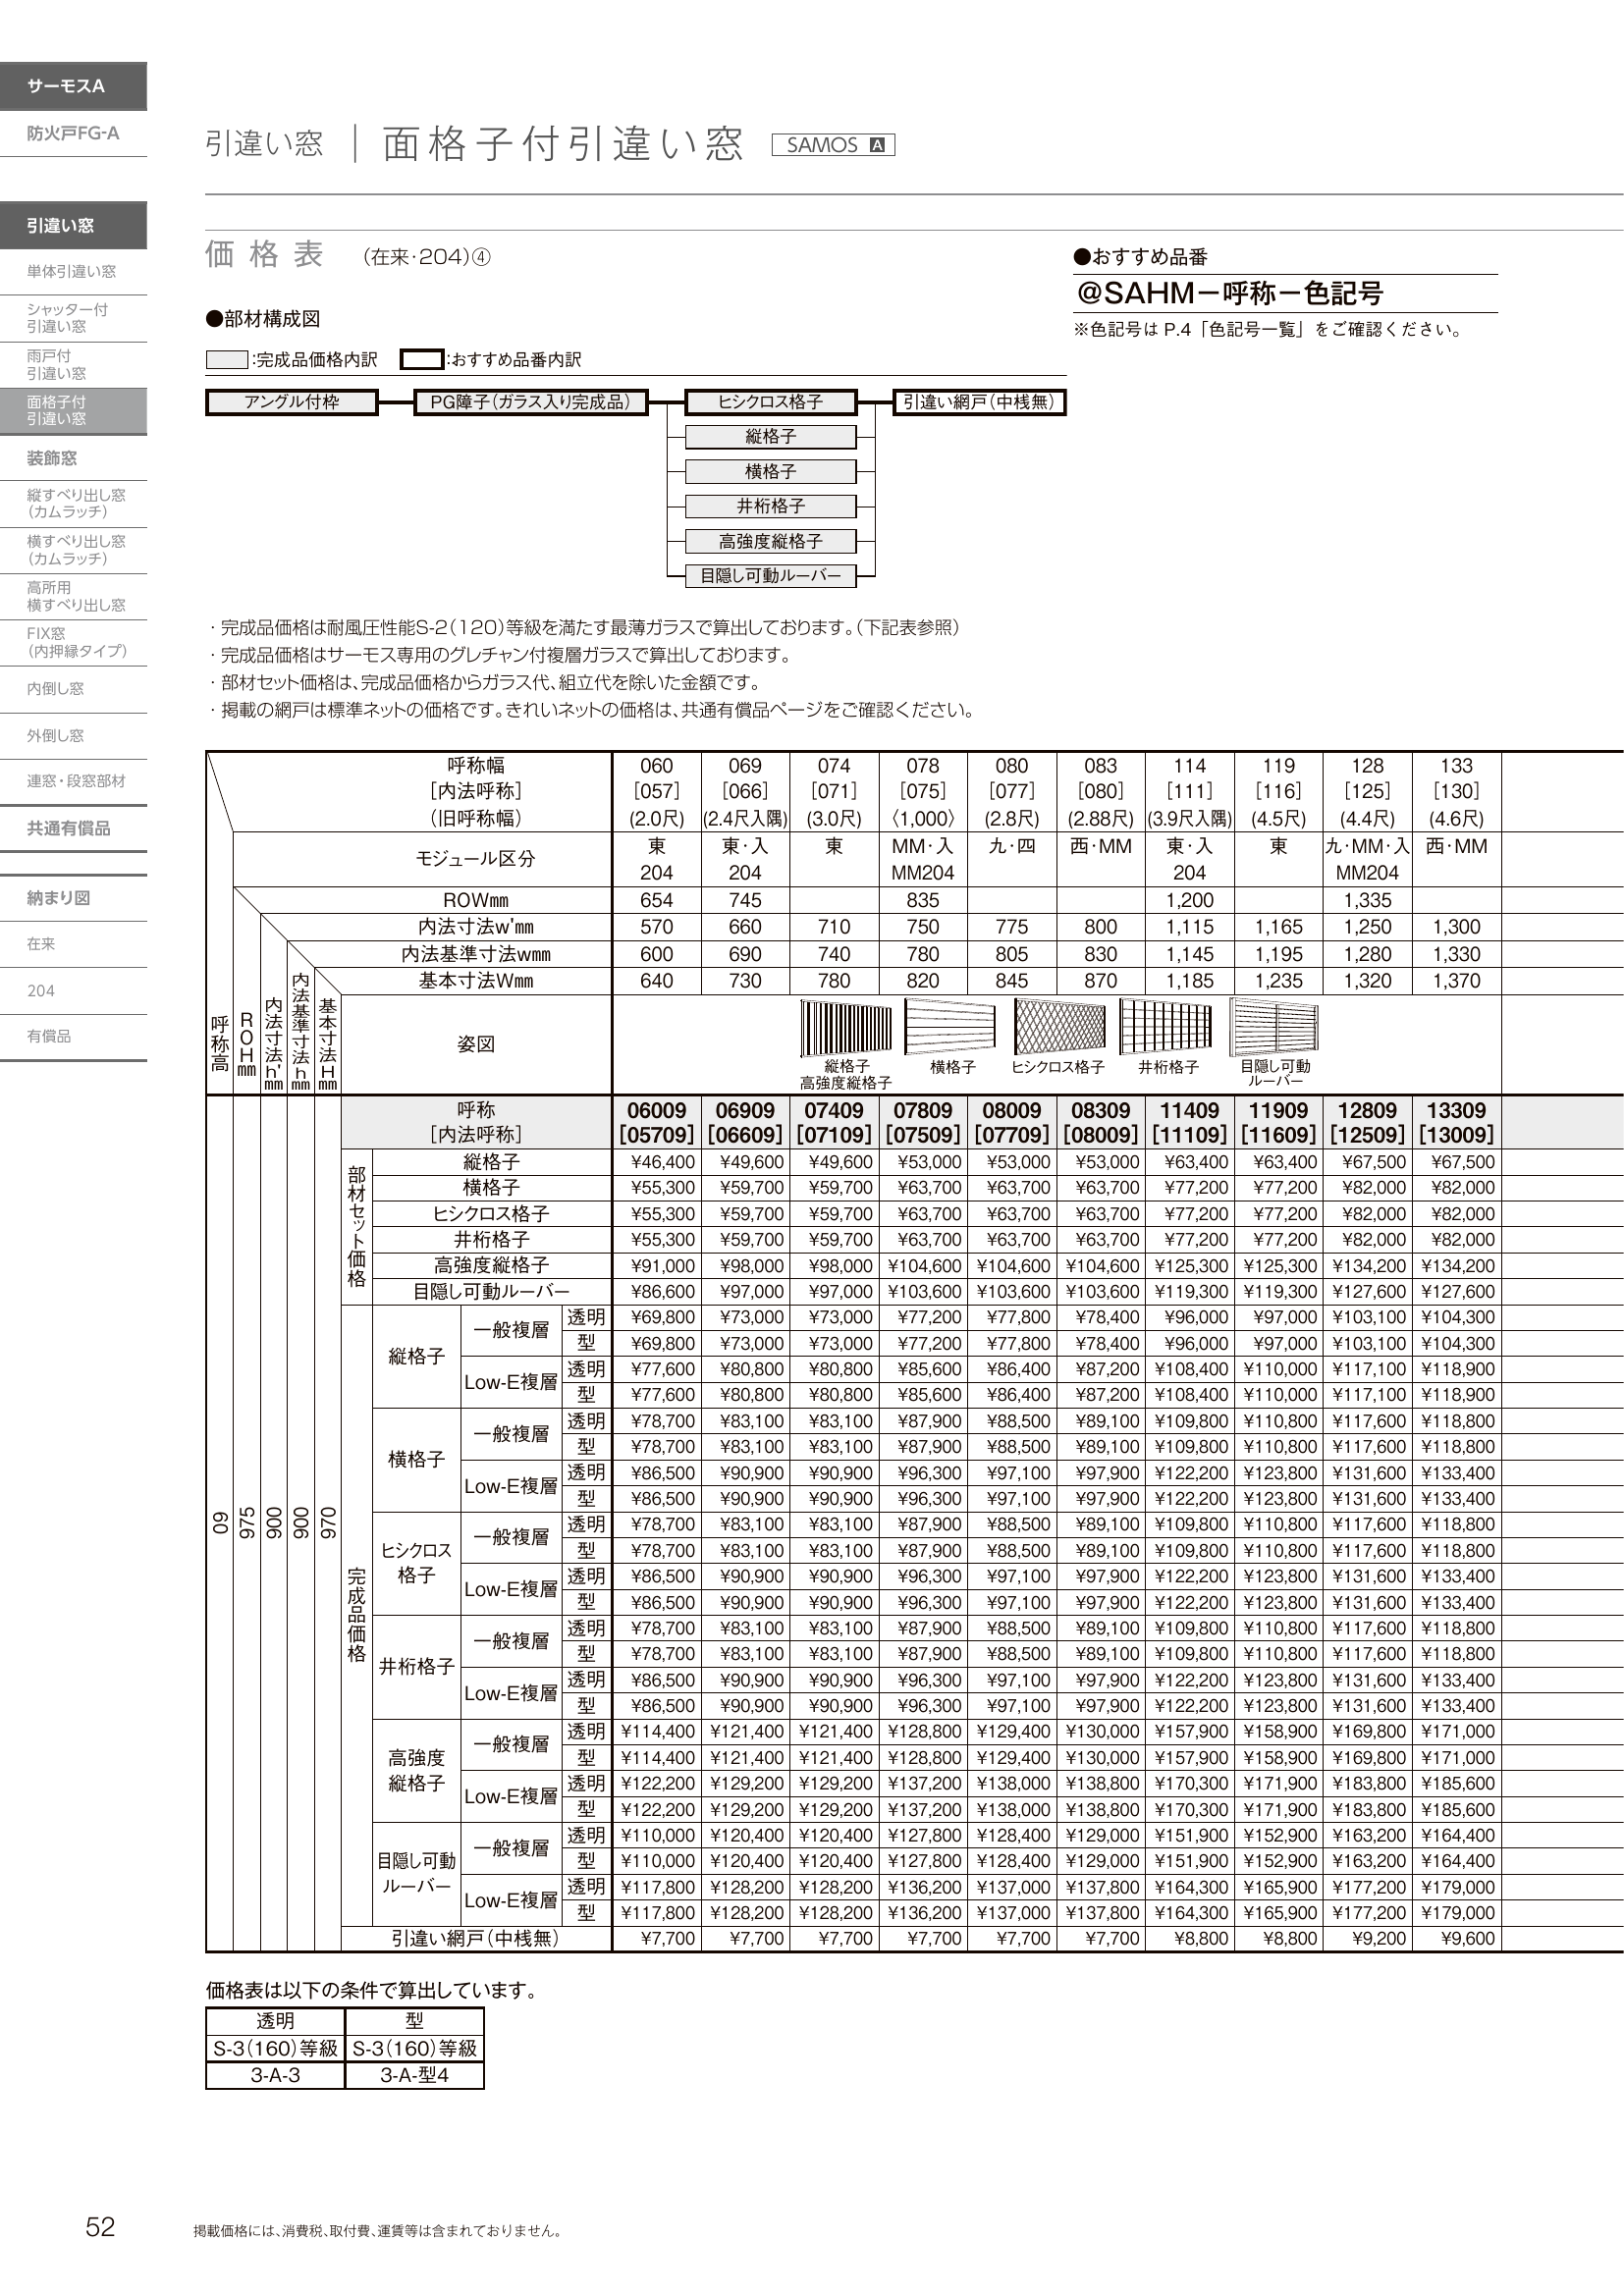 サーモスA
防火戸FG-A
引違い窓
単体引違い窓
シャッター付
引違い窓
雨戸付
引違い窓
面格子付
引違い窓
装飾窓
縦すべり出し窓
（カムラッチ）
横すべり出し窓
（カムラッチ）
高所用
横すべり出し窓
FIX窓
（内押縁タイプ）
内倒し窓
外倒し窓
連窓・段窓部材
共通有償品
納まり図
在来
204
有償品
引違い窓｜面格子付引違い窓 SAMOS A
価格表 （在来・204）④
●おすすめ品番
@SAHM－呼称－色記号
※色記号は P.4「色記号一覧」をご確認ください。
●部材構成図
：完成品価格内訳 ：おすすめ品番内訳
アングル付枠 PG障子（ガラス入り完成品） ヒシクロス格子 引違い網戸（中桟無）
縦格子
横格子
井桁格子
高強度縦格子
目隠し可動ルーバー
・完成品価格は耐風圧性能S-2（120）等級を満たす最薄ガラスで算出しております。（下記表参照）
・完成品価格はサーモス専用のグレチャン付複層ガラスで算出しております。
・部材セット価格は、完成品価格からガラス代、組立代を除いた金額です。
・掲載の網戸は標準ネットの価格です。きれいネットの価格は、共通有償品ページをご確認ください。
呼称幅 060 069 074 078 080 083 114 119 128 133
［内法呼称］ ［057］ ［066］ ［071］ ［075］ ［077］ ［080］ ［111］ ［116］ ［125］ ［130］
（旧呼称幅） (2.0尺) (2.4尺入隅) (3.0尺) 〈1,000〉 (2.8尺) (2.88尺) (3.9尺入隅) (4.5尺) (4.4尺) (4.6尺)
モジュール区分 東 東・入 東 MM・入 九・四 西・MM 東・入 東 九・MM・入 西・MM
204 204 MM204 204 MM204
ROWmm 654 745 835 1,200 1,335
内法寸法w'mm 570 660 710 750 775 800 1,115 1,165 1,250 1,300
内法基準寸法wmm 600 690 740 780 805 830 1,145 1,195 1,280 1,330
基本寸法Wmm 640 730 780 820 845 870 1,185 1,235 1,320 1,370
呼称高 ROHmm 内法寸法h'mm 内法基準寸法hmm 基本寸法Hmm 姿図
縦格子 横格子 ヒシクロス格子 井桁格子 目隠し可動
高強度縦格子 ルーバー
呼称 06009 06909 07409 07809 08009 08309 11409 11909 12809 13309
［内法呼称］ ［05709］ ［06609］ ［07109］ ［07509］ ［07709］ ［08009］ ［11109］ ［11609］ ［12509］ ［13009］
09 975 900 900 970
部材セット価格
縦格子 ¥46,400 ¥49,600 ¥49,600 ¥53,000 ¥53,000 ¥53,000 ¥63,400 ¥63,400 ¥67,500 ¥67,500
横格子 ¥55,300 ¥59,700 ¥59,700 ¥63,700 ¥63,700 ¥63,700 ¥77,200 ¥77,200 ¥82,000 ¥82,000
ヒシクロス格子 ¥55,300 ¥59,700 ¥59,700 ¥63,700 ¥63,700 ¥63,700 ¥77,200 ¥77,200 ¥82,000 ¥82,000
井桁格子 ¥55,300 ¥59,700 ¥59,700 ¥63,700 ¥63,700 ¥63,700 ¥77,200 ¥77,200 ¥82,000 ¥82,000
高強度縦格子 ¥91,000 ¥98,000 ¥98,000 ¥104,600 ¥104,600 ¥104,600 ¥125,300 ¥125,300 ¥134,200 ¥134,200
目隠し可動ルーバー ¥86,600 ¥97,000 ¥97,000 ¥103,600 ¥103,600 ¥103,600 ¥119,300 ¥119,300 ¥127,600 ¥127,600
完成品価格
縦格子 一般複層 透明 ¥69,800 ¥73,000 ¥73,000 ¥77,200 ¥77,800 ¥78,400 ¥96,000 ¥97,000 ¥103,100 ¥104,300
型 ¥69,800 ¥73,000 ¥73,000 ¥77,200 ¥77,800 ¥78,400 ¥96,000 ¥97,000 ¥103,100 ¥104,300
Low-E複層 透明 ¥77,600 ¥80,800 ¥80,800 ¥85,600 ¥86,400 ¥87,200 ¥108,400 ¥110,000 ¥117,100 ¥118,900
型 ¥77,600 ¥80,800 ¥80,800 ¥85,600 ¥86,400 ¥87,200 ¥108,400 ¥110,000 ¥117,100 ¥118,900
横格子 一般複層 透明 ¥78,700 ¥83,100 ¥83,100 ¥87,900 ¥88,500 ¥89,100 ¥109,800 ¥110,800 ¥117,600 ¥118,800
型 ¥78,700 ¥83,100 ¥83,100 ¥87,900 ¥88,500 ¥89,100 ¥109,800 ¥110,800 ¥117,600 ¥118,800
Low-E複層 透明 ¥86,500 ¥90,900 ¥90,900 ¥96,300 ¥97,100 ¥97,900 ¥122,200 ¥123,800 ¥131,600 ¥133,400
型 ¥86,500 ¥90,900 ¥90,900 ¥96,300 ¥97,100 ¥97,900 ¥122,200 ¥123,800 ¥131,600 ¥133,400
ヒシクロス格子 一般複層 透明 ¥78,700 ¥83,100 ¥83,100 ¥87,900 ¥88,500 ¥89,100 ¥109,800 ¥110,800 ¥117,600 ¥118,800
型 ¥78,700 ¥83,100 ¥83,100 ¥87,900 ¥88,500 ¥89,100 ¥109,800 ¥110,800 ¥117,600 ¥118,800
Low-E複層 透明 ¥86,500 ¥90,900 ¥90,900 ¥96,300 ¥97,100 ¥97,900 ¥122,200 ¥123,800 ¥131,600 ¥133,400
型 ¥86,500 ¥90,900 ¥90,900 ¥96,300 ¥97,100 ¥97,900 ¥122,200 ¥123,800 ¥131,600 ¥133,400
井桁格子 一般複層 透明 ¥78,700 ¥83,100 ¥83,100 ¥87,900 ¥88,500 ¥89,100 ¥109,800 ¥110,800 ¥117,600 ¥118,800
型 ¥78,700 ¥83,100 ¥83,100 ¥87,900 ¥88,500 ¥89,100 ¥109,800 ¥110,800 ¥117,600 ¥118,800
Low-E複層 透明 ¥86,500 ¥90,900 ¥90,900 ¥96,300 ¥97,100 ¥97,900 ¥122,200 ¥123,800 ¥131,600 ¥133,400
型 ¥86,500 ¥90,900 ¥90,900 ¥96,300 ¥97,100 ¥97,900 ¥122,200 ¥123,800 ¥131,600 ¥133,400
高強度縦格子 一般複層 透明 ¥114,400 ¥121,400 ¥121,400 ¥128,800 ¥129,400 ¥130,000 ¥157,900 ¥158,900 ¥169,800 ¥171,000
型 ¥114,400 ¥121,400 ¥121,400 ¥128,800 ¥129,400 ¥130,000 ¥157,900 ¥158,900 ¥169,800 ¥171,000
Low-E複層 透明 ¥122,200 ¥129,200 ¥129,200 ¥137,200 ¥138,000 ¥138,800 ¥170,300 ¥171,900 ¥183,800 ¥185,600
型 ¥122,200 ¥129,200 ¥129,200 ¥137,200 ¥138,000 ¥138,800 ¥170,300 ¥171,900 ¥183,800 ¥185,600
目隠し可動ルーバー 一般複層 透明 ¥110,000 ¥120,400 ¥120,400 ¥127,800 ¥128,400 ¥129,000 ¥151,900 ¥152,900 ¥163,200 ¥164,400
型 ¥110,000 ¥120,400 ¥120,400 ¥127,800 ¥128,400 ¥129,000 ¥151,900 ¥152,900 ¥163,200 ¥164,400
Low-E複層 透明 ¥117,800 ¥128,200 ¥128,200 ¥136,200 ¥137,000 ¥137,800 ¥164,300 ¥165,900 ¥177,200 ¥179,000
型 ¥117,800 ¥128,200 ¥128,200 ¥136,200 ¥137,000 ¥137,800 ¥164,300 ¥165,900 ¥177,200 ¥179,000
引違い網戸（中桟無） ¥7,700 ¥7,700 ¥7,700 ¥7,700 ¥7,700 ¥7,700 ¥8,800 ¥8,800 ¥9,200 ¥9,600
価格表は以下の条件で算出しています。
透明 型
S-3（160）等級 S-3（160）等級
3-A-3 3-A-型4
52
掲載価格には、消費税、取付費、運賃等は含まれておりません。